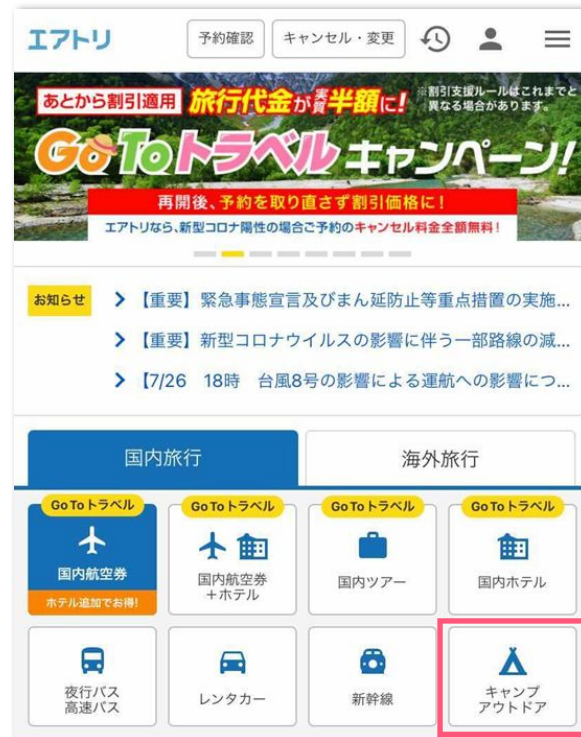 エアトリ
予約確認
キャンセル・変更
あとから割引適用
旅行代金が実質半額に!
※割引支援ルールはこれまでと
異なる場合があります。
GoToトラベルキャンペーン!
再開後、予約を取り直さず割引価格に!
エアトリなら、新型コロナ陽性の場合ご予約のキャンセル料金全額無料!
お知らせ
【重要】緊急事態宣言及びまん延防止等重点措置の実施...
【重要】新型コロナウイルスの影響に伴う一部路線の減...
【7/26 18時 台風8号の影響による運航への影響につ...
国内旅行
海外旅行
GoToトラベル
GoToトラベル
GoToトラベル
GoToトラベル
国内航空券
ホテル追加でお得!
国内航空券
+ホテル
国内ツアー
国内ホテル
夜行バス
高速バス
レンタカー
新幹線
キャンプ
アウトドア